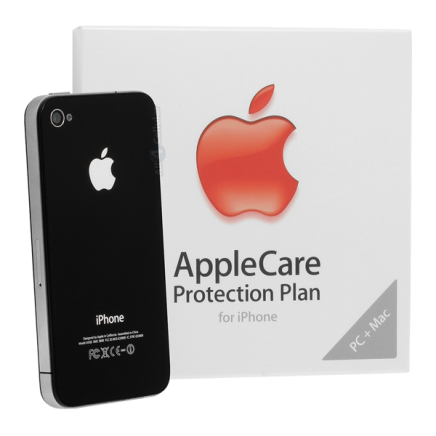 AppleCare
Protection Plan
for iPhone
PC + Mac
iPhone